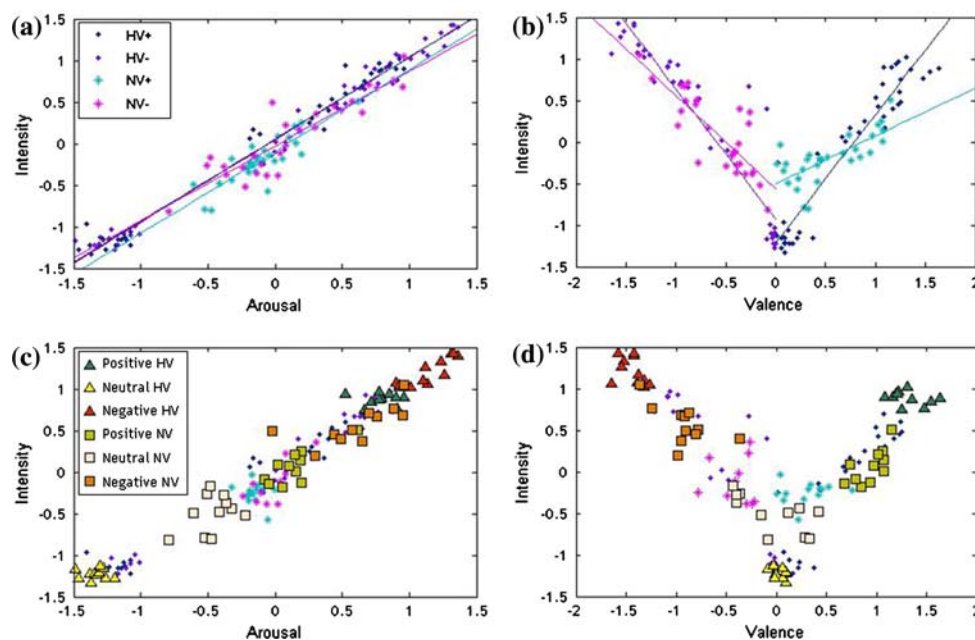 (a)
HV+
HV-
NV+
NV-
1.5
1
0.5
0
-0.5
-1
-1.5
Intensity
-1.5 -1 -0.5 0 0.5 1 1.5
Arousal
(b)
1.5
1
0.5
0
-0.5
-1
-1.5
Intensity
-2 -1.5 -1 -0.5 0 0.5 1 1.5 2
Valence
(c)
Positive HV
Neutral HV
Negative HV
Positive NV
Neutral NV
Negative NV
1.5
1
0.5
0
-0.5
-1
-1.5
Intensity
-1.5 -1 -0.5 0 0.5 1 1.5
Arousal
(d)
1.5
1
0.5
0
-0.5
-1
-1.5
Intensity
-2 -1.5 -1 -0.5 0 0.5 1 1.5 2
Valence